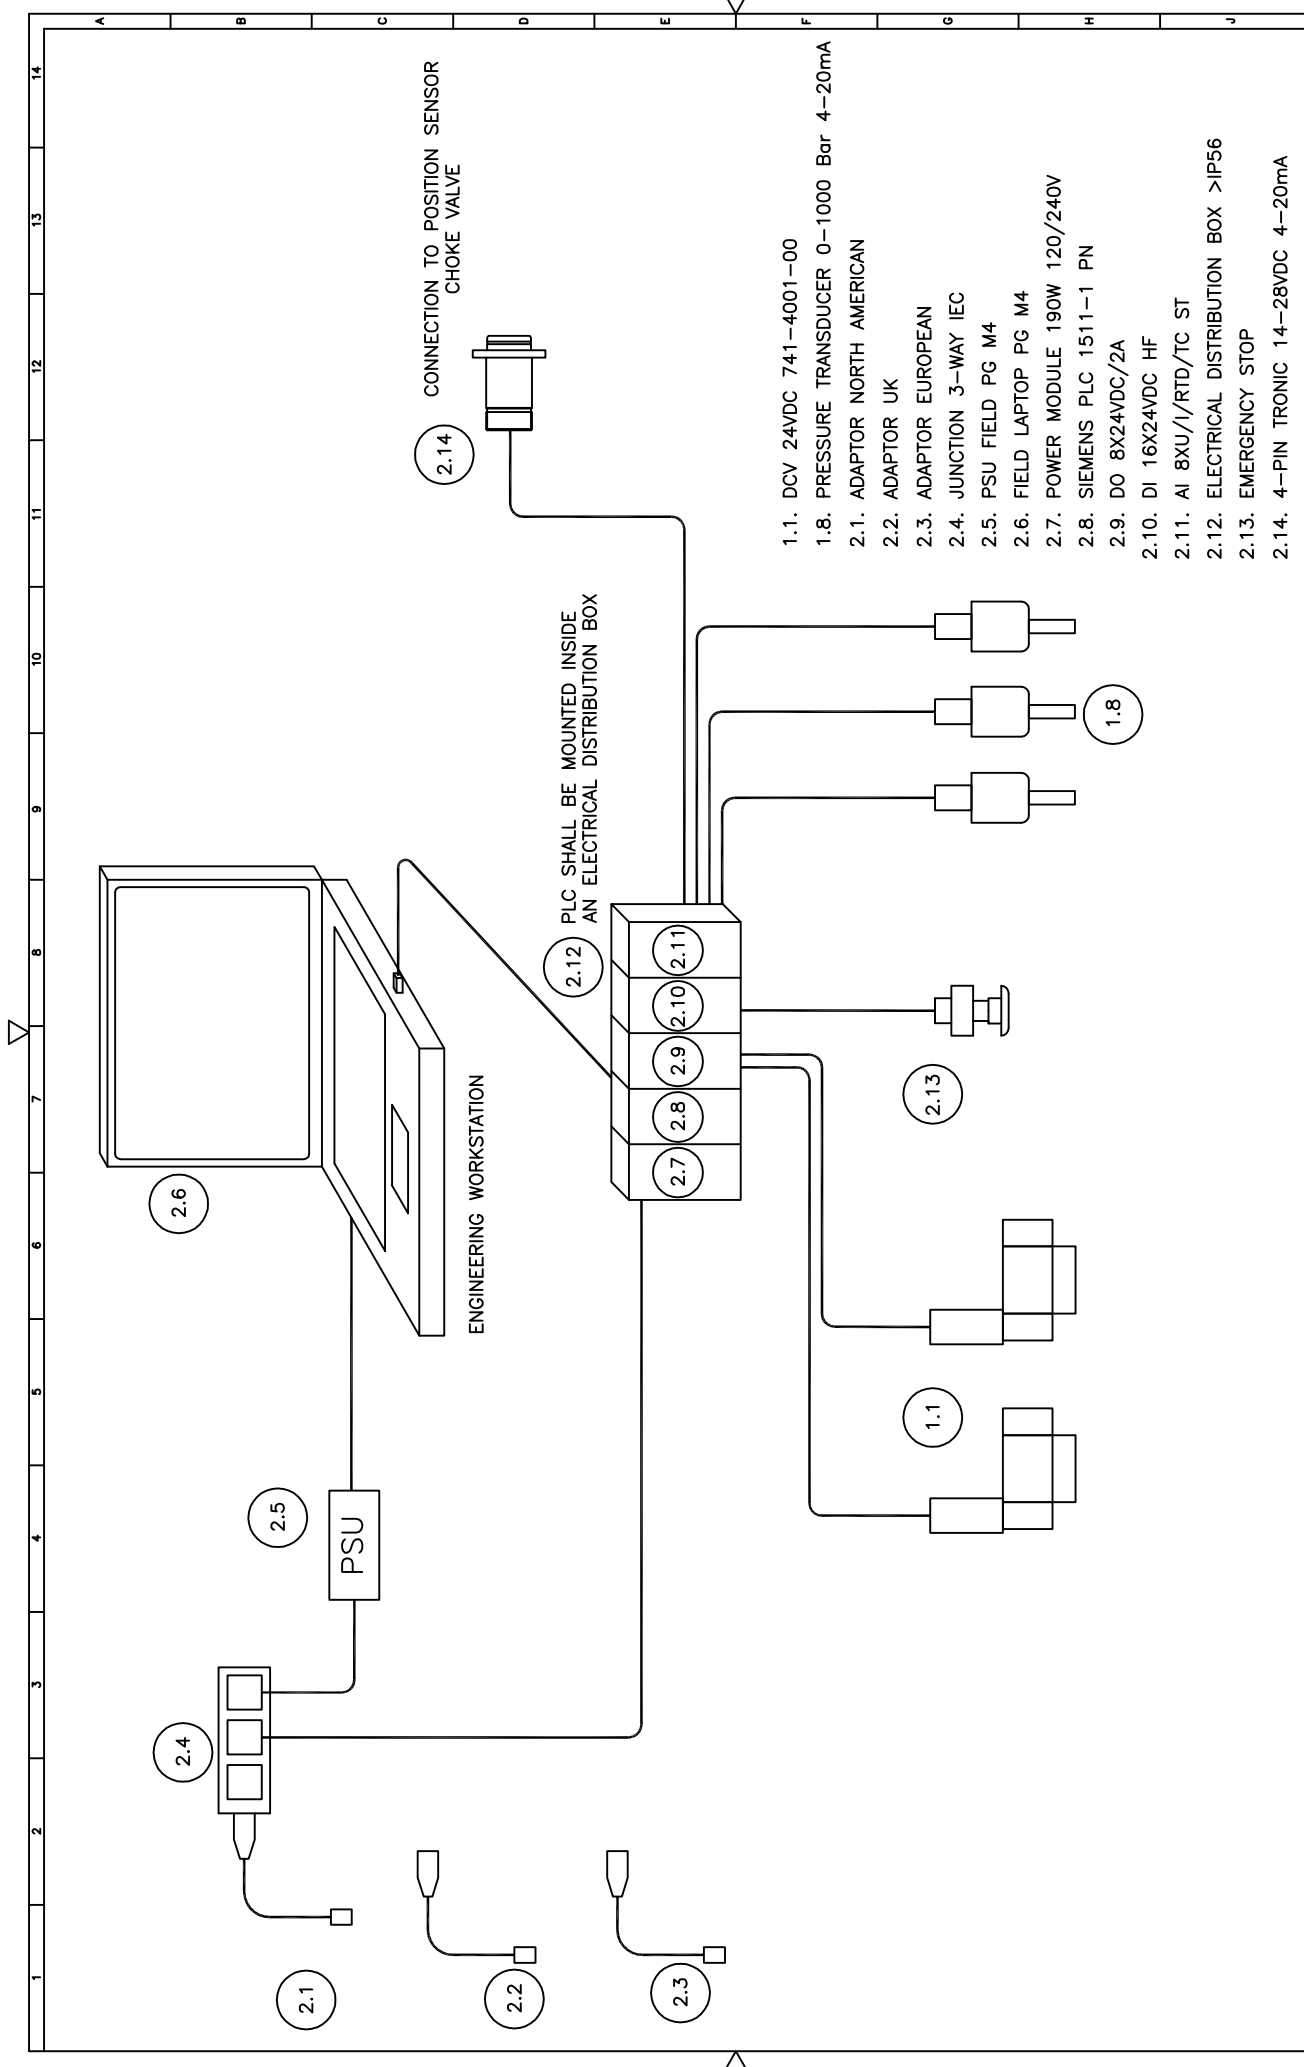 1 2 3 4 5 6 7 8 9 10 11 12 13 14
A
B
C
D
E
F
G
H
J
2.6
2.4
2.5
PSU
2.1
2.2
2.3
ENGINEERING WORKSTATION
CONNECTION TO POSITION SENSOR
CHOKE VALVE
2.14
PLC SHALL BE MOUNTED INSIDE
AN ELECTRICAL DISTRIBUTION BOX
2.12
2.7 2.8 2.9 2.10 2.11
1.1
2.13
1.8
1.1. DCV 24VDC 741-4001-00
1.8. PRESSURE TRANSDUCER 0-1000 Bar 4-20mA
2.1. ADAPTOR NORTH AMERICAN
2.2. ADAPTOR UK
2.3. ADAPTOR EUROPEAN
2.4. JUNCTION 3-WAY IEC
2.5. PSU FIELD PG M4
2.6. FIELD LAPTOP PG M4
2.7. POWER MODULE 190W 120/240V
2.8. SIEMENS PLC 1511-1 PN
2.9. DO 8X24VDC/2A
2.10. DI 16X24VDC HF
2.11. AI 8XU/I/RTD/TC ST
2.12. ELECTRICAL DISTRIBUTION BOX >IP56
2.13. EMERGENCY STOP
2.14. 4-PIN TRONIC 14-28VDC 4-20mA